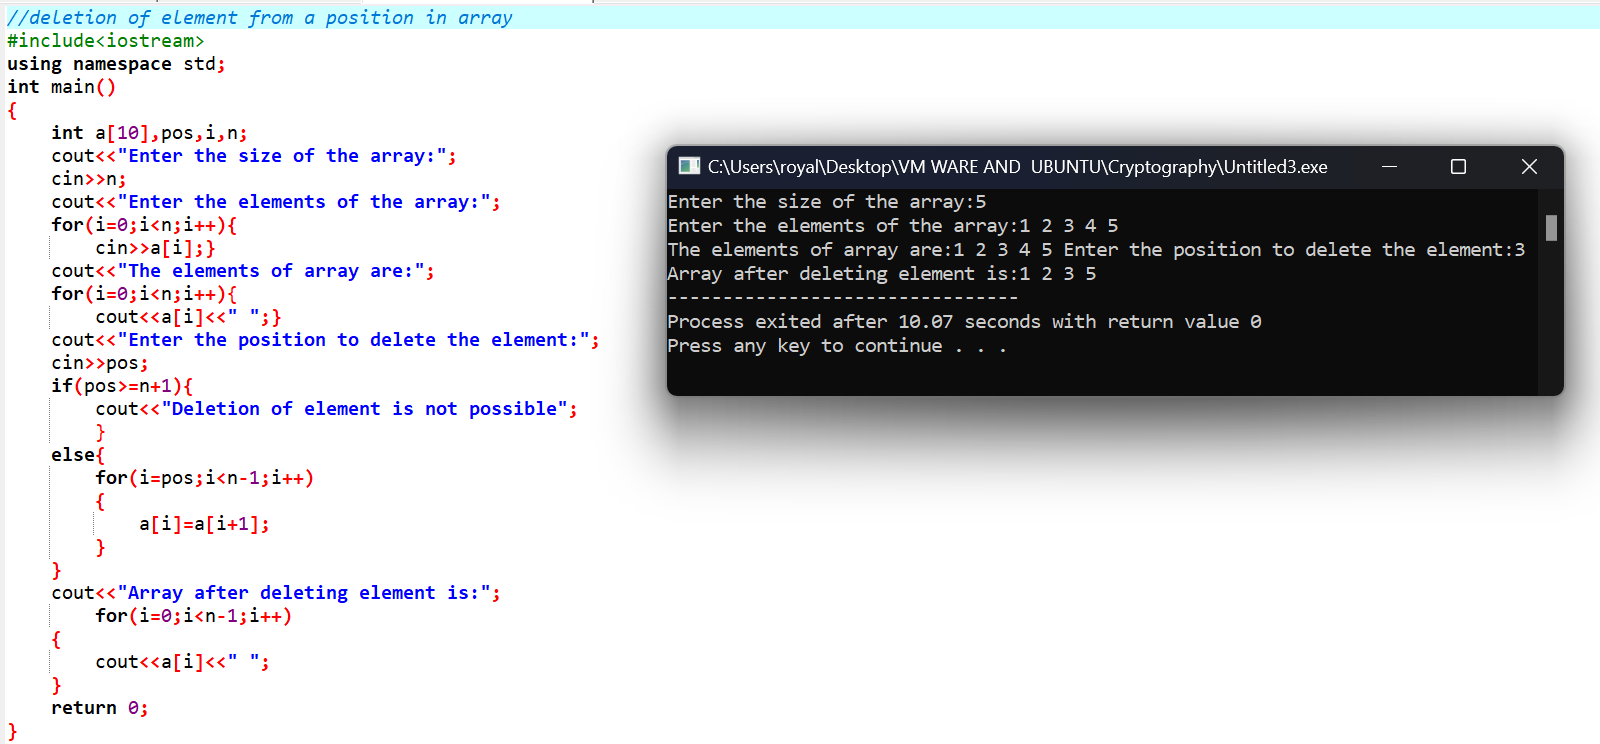 //deletion of element from a position in array
#include<iostream>
using namespace std;
int main()
{
    int a[10],pos,i,n;
    cout<<"Enter the size of the array:";
    cin>>n;
    cout<<"Enter the elements of the array:";
    for(i=0;i<n;i++){
        cin>>a[i];}
    cout<<"The elements of array are:";
    for(i=0;i<n;i++){
        cout<<a[i]<<" ";}
    cout<<"Enter the position to delete the element:";
    cin>>pos;
    if(pos>=n+1){
        cout<<"Deletion of element is not possible";
        }
    else{
        for(i=pos;i<n-1;i++)
        {
            a[i]=a[i+1];
        }
    }
    cout<<"Array after deleting element is:";
        for(i=0;i<n-1;i++)
    {
        cout<<a[i]<<" ";
    }
    return 0;
}
C:\Users\royal\Desktop\VM WARE AND  UBUNTU\Cryptography\Untitled3.exe
Enter the size of the array:5
Enter the elements of the array:1 2 3 4 5
The elements of array are:1 2 3 4 5 Enter the position to delete the element:3
Array after deleting element is:1 2 3 5
--------------------------------
Process exited after 10.07 seconds with return value 0
Press any key to continue . . .